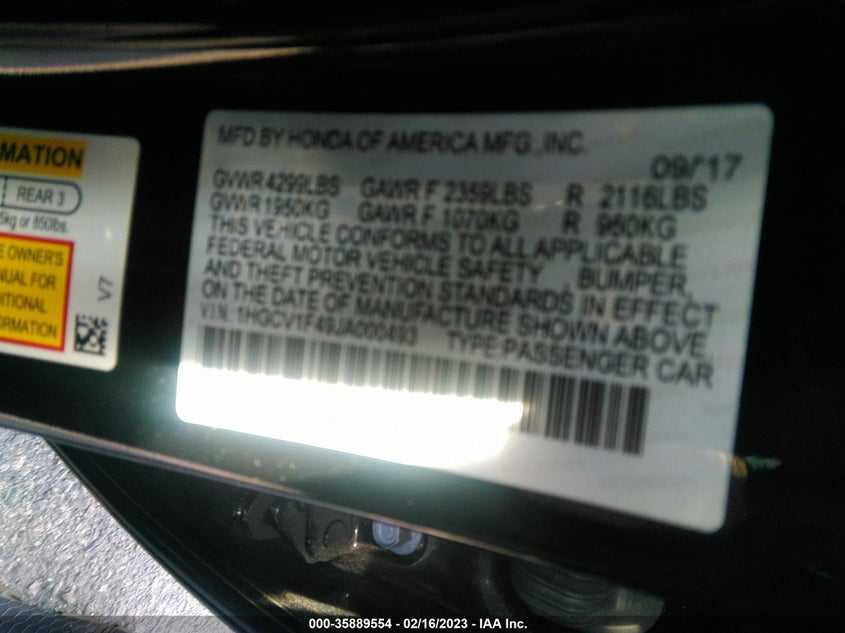 MATION
REAR 3
5kg or 850lbs.
E OWNER'S
NUAL FOR
DITIONAL
FORMATION
V7
MFD BY HONDA OF AMERICA MFG., INC.
09/'17
GVWR 4299LBS GAWR F 2359LBS R 2116LBS
GVWR 1950KG GAWR F 1070KG R 960KG
THIS VEHICLE CONFORMS TO ALL APPLICABLE
FEDERAL MOTOR VEHICLE SAFETY , BUMPER,
AND THEFT PREVENTION STANDARDS IN EFFECT
ON THE DATE OF MANUFACTURE SHOWN ABOVE
VIN: 1HGCV1F49JA000493 TYPE:PASSENGER CAR
000-35889554 - 02/16/2023 - IAA Inc.